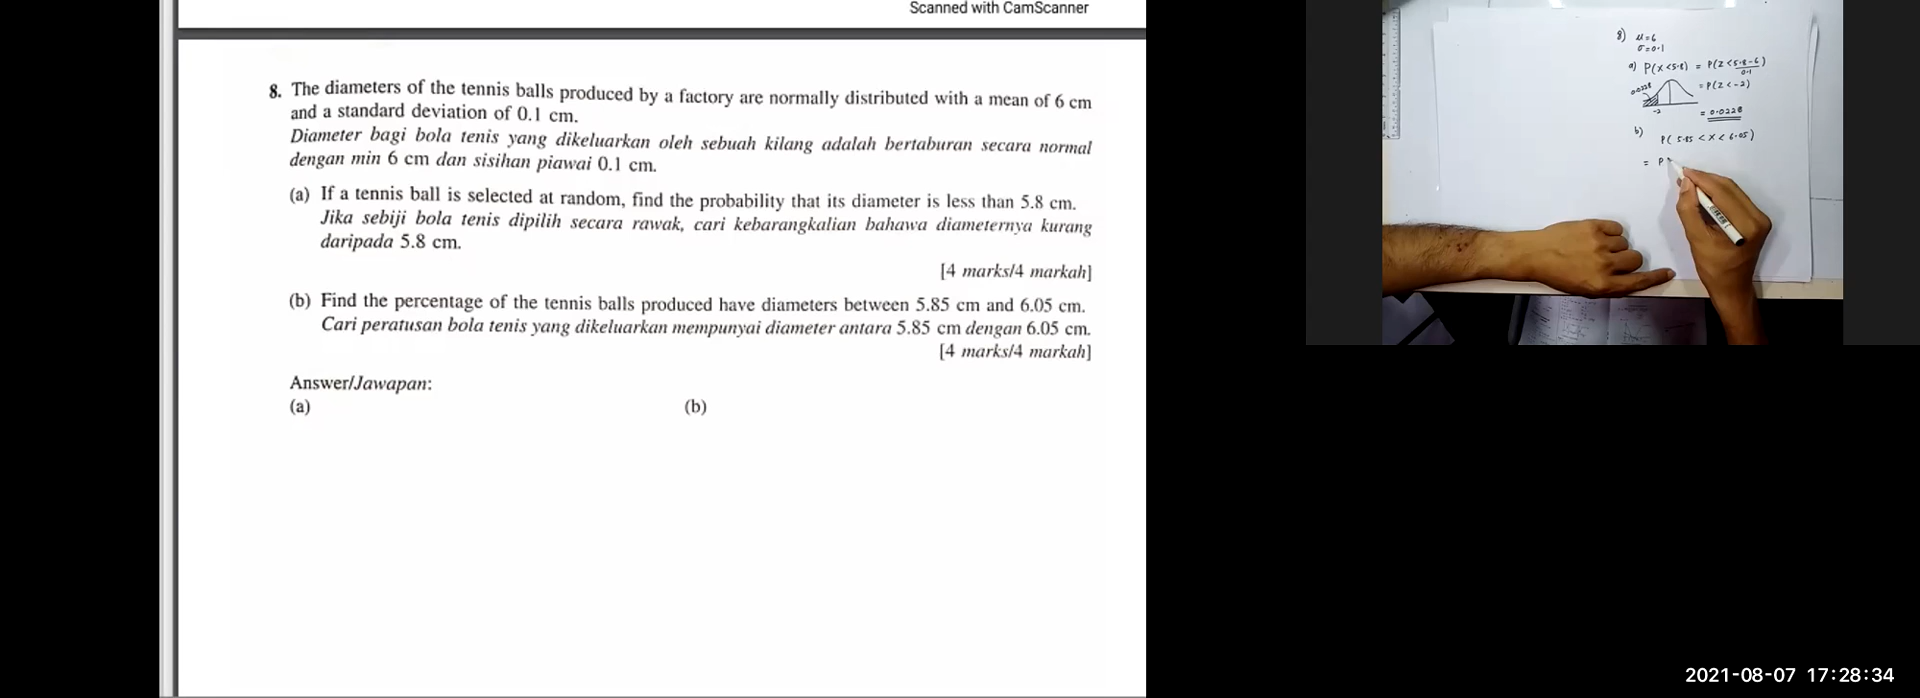 Scanned with CamScanner
8. The diameters of the tennis balls produced by a factory are normally distributed with a mean of 6 cm
and a standard deviation of 0.1 cm.
Diameter bagi bola tenis yang dikeluarkan oleh sebuah kilang adalah bertaburan secara normal
dengan min 6 cm dan sisihan piawai 0.1 cm.
(a) If a tennis ball is selected at random, find the probability that its diameter is less than 5.8 cm.
Jika sebiji bola tenis dipilih secara rawak, cari kebarangkalian bahawa diameternya kurang
daripada 5.8 cm.
[4 marks/4 markah]
(b) Find the percentage of the tennis balls produced have diameters between 5.85 cm and 6.05 cm.
Cari peratusan bola tenis yang dikeluarkan mempunyai diameter antara 5.85 cm dengan 6.05 cm.
[4 marks/4 markah]
Answer/Jawapan:
(a) (b)
8) μ=6
σ=0.1
a) P(X<5.8) = P(Z<5.8-6/0.1)
= P(Z<-2)
0.0228
-2
= 0.0228
b)
P(5.85 < X < 6.05)
= P
2021-08-07 17:28:34